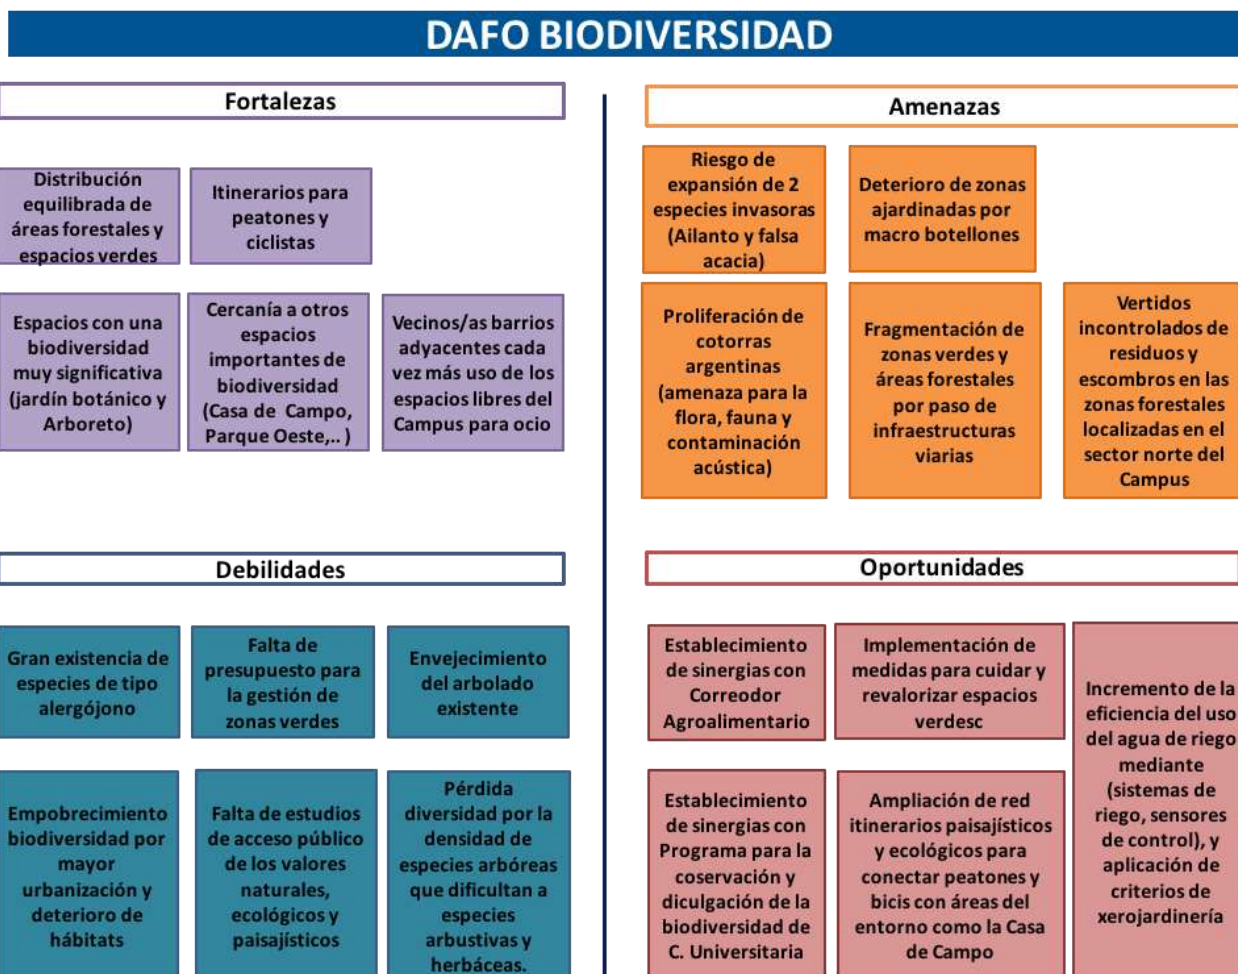 DAFO BIODIVERSIDAD
Fortalezas
Distribución
equilibrada de
áreas forestales y
espacios verdes
Itinerarios para
peatones y
ciclistas
Espacios con una
biodiversidad
muy significativa
(jardín botánico y
Arboreto)
Cercanía a otros
espacios
importantes de
biodiversidad
(Casa de Campo,
Parque Oeste,.. )
Vecinos/as barrios
adyacentes cada
vez más uso de los
espacios libres del
Campus para ocio
Amenazas
Riesgo de
expansión de 2
especies invasoras
(Ailanto y falsa
acacia)
Deterioro de zonas
ajardinadas por
macro botellones
Proliferación de
cotorras
argentinas
(amenaza para la
flora, fauna y
contaminación
acústica)
Fragmentación de
zonas verdes y
áreas forestales
por paso de
infraestructuras
viarias
Vertidos
incontrolados de
residuos y
escombros en las
zonas forestales
localizadas en el
sector norte del
Campus
Debilidades
Gran existencia de
especies de tipo
alergójono
Falta de
presupuesto para
la gestión de
zonas verdes
Envejecimiento
del arbolado
existente
Empobrecimiento
biodiversidad por
mayor
urbanización y
deterioro de
hábitats
Falta de estudios
de acceso público
de los valores
naturales,
ecológicos y
paisajísticos
Pérdida
diversidad por la
densidad de
especies arbóreas
que dificultan a
especies
arbustivas y
herbáceas.
Oportunidades
Establecimiento
de sinergias con
Correodor
Agroalimentario
Implementación de
medidas para cuidar y
revalorizar espacios
verdesc
Incremento de la
eficiencia del uso
del agua de riego
mediante
(sistemas de
riego, sensores
de control), y
aplicación de
criterios de
xerojardinería
Establecimiento
de sinergias con
Programa para la
coservación y
diculgación de la
biodiversidad de
C. Universitaria
Ampliación de red
itinerarios paisajísticos
y ecológicos para
conectar peatones y
bicis con áreas del
entorno como la Casa
de Campo